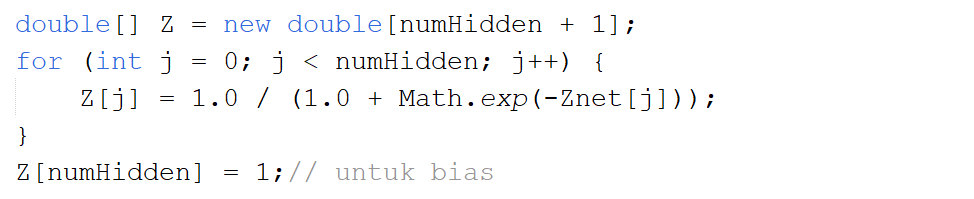 double[] Z = new double[numHidden + 1];
for (int j = 0; j < numHidden; j++) {
    Z[j] = 1.0 / (1.0 + Math.exp(-Znet[j]));
}
Z[numHidden] = 1;// untuk bias